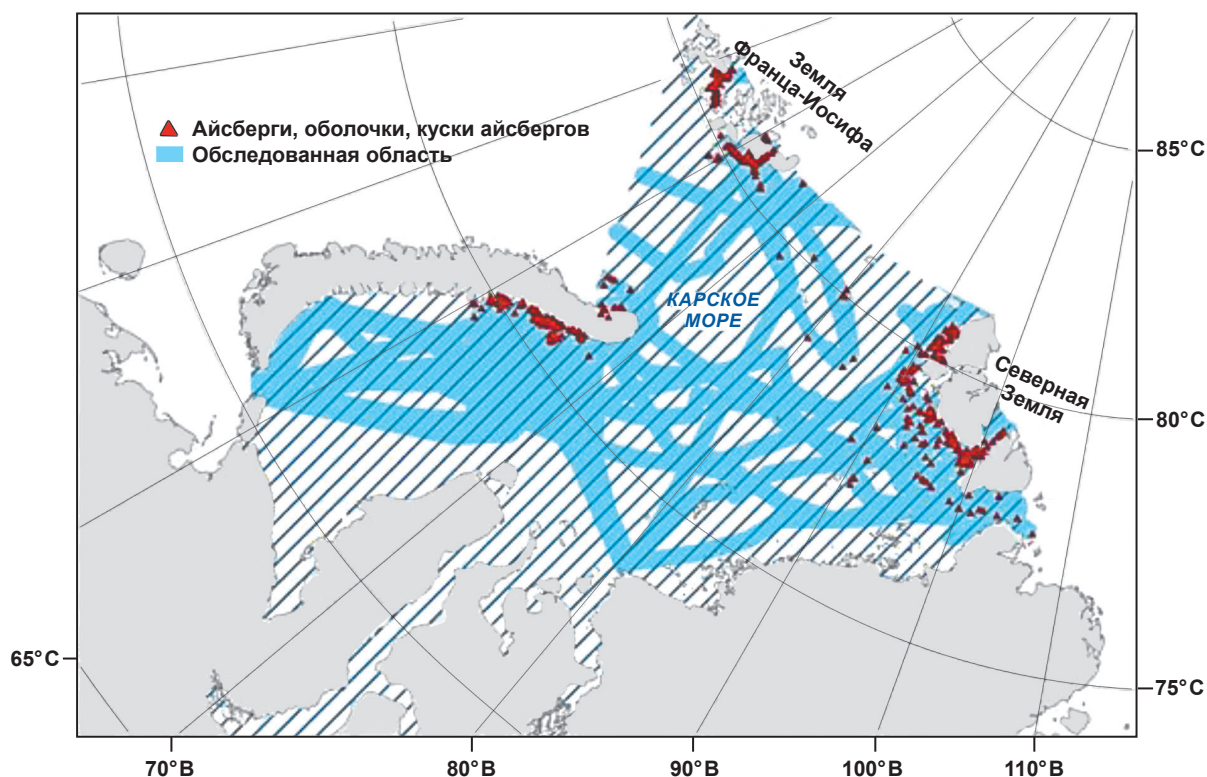 Земля
Франца-Иосифа
Айсберги, оболочки, куски айсбергов
Обследованная область
85°С
КАРСКОЕ
МОРЕ
Северная
Земля
80°С
65°С
75°С
70°В
80°В
90°В
100°В
110°В